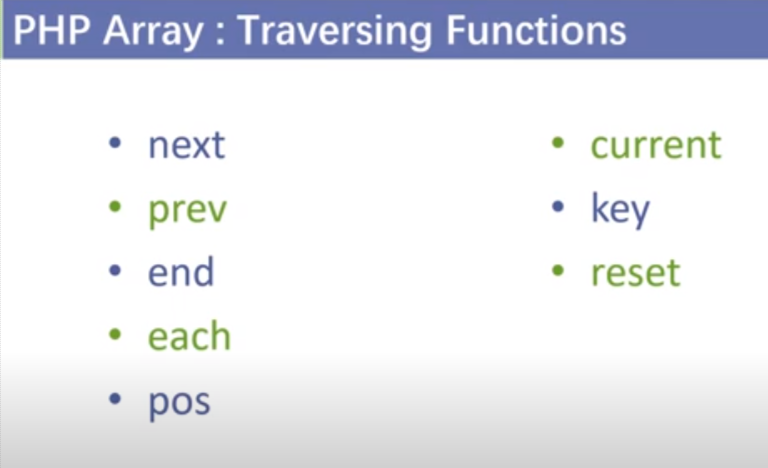 PHP Array : Traversing Functions
• next
• prev
• end
• each
• pos
• current
• key
• reset